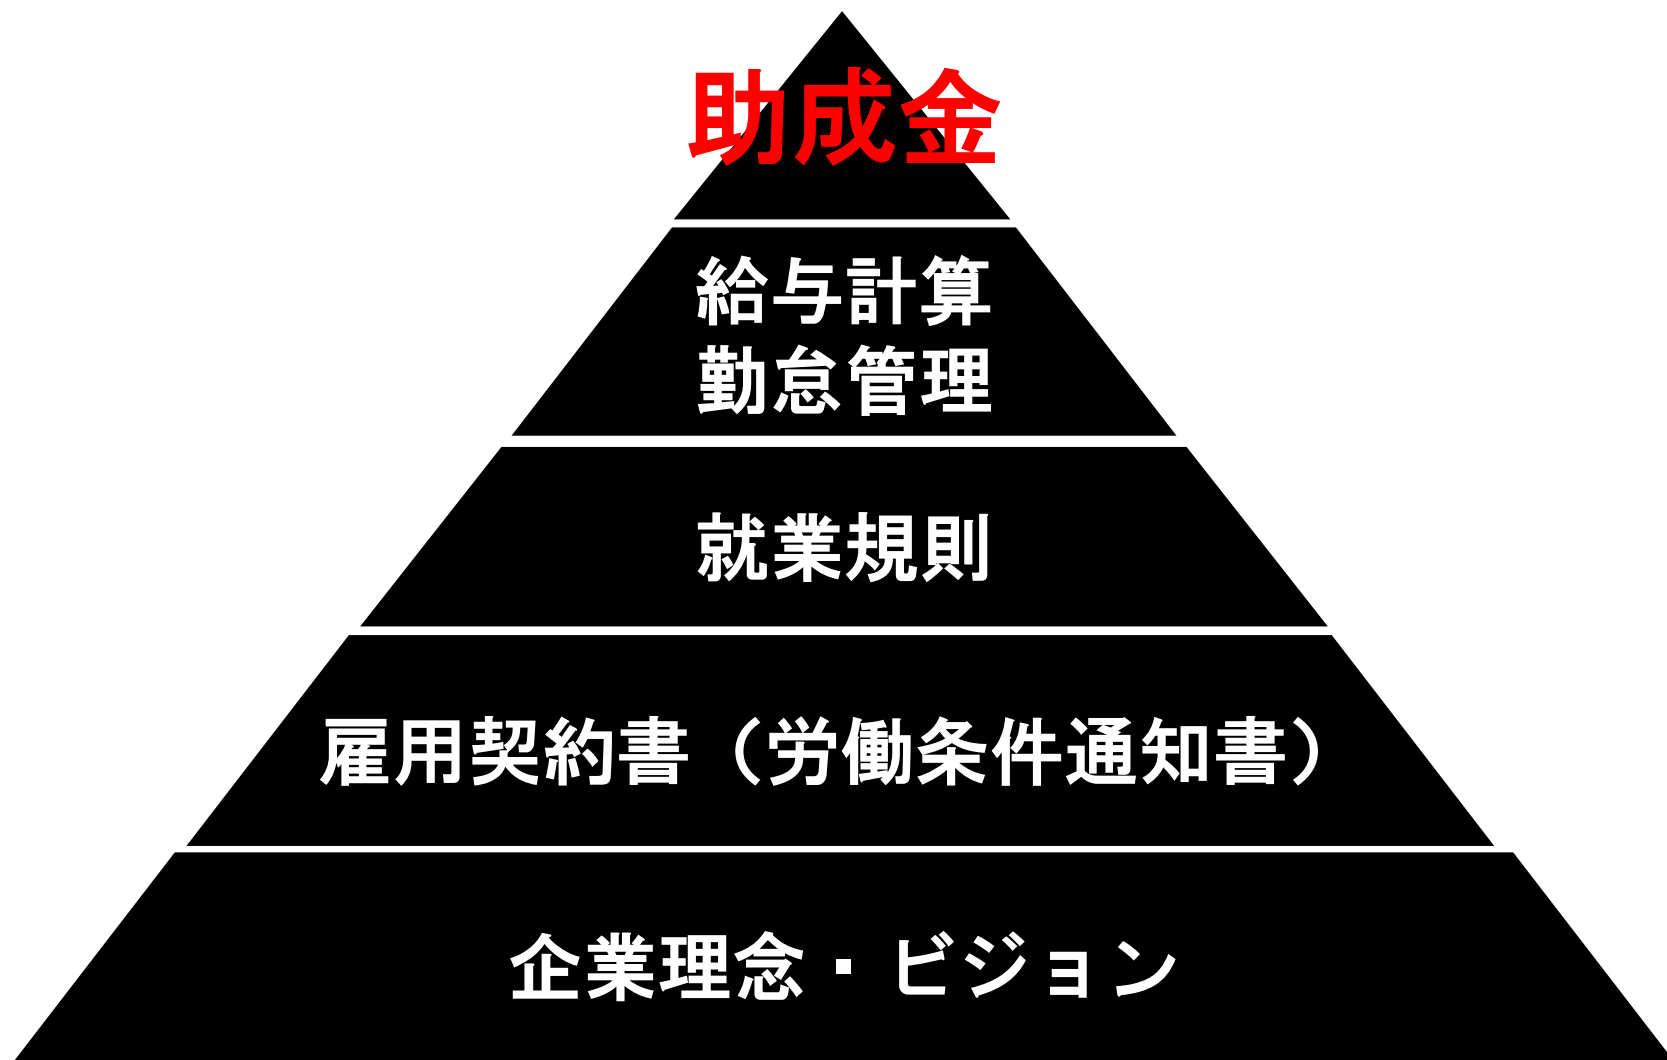 助成金
給与計算
勤怠管理
就業規則
雇用契約書（労働条件通知書）
企業理念・ビジョン